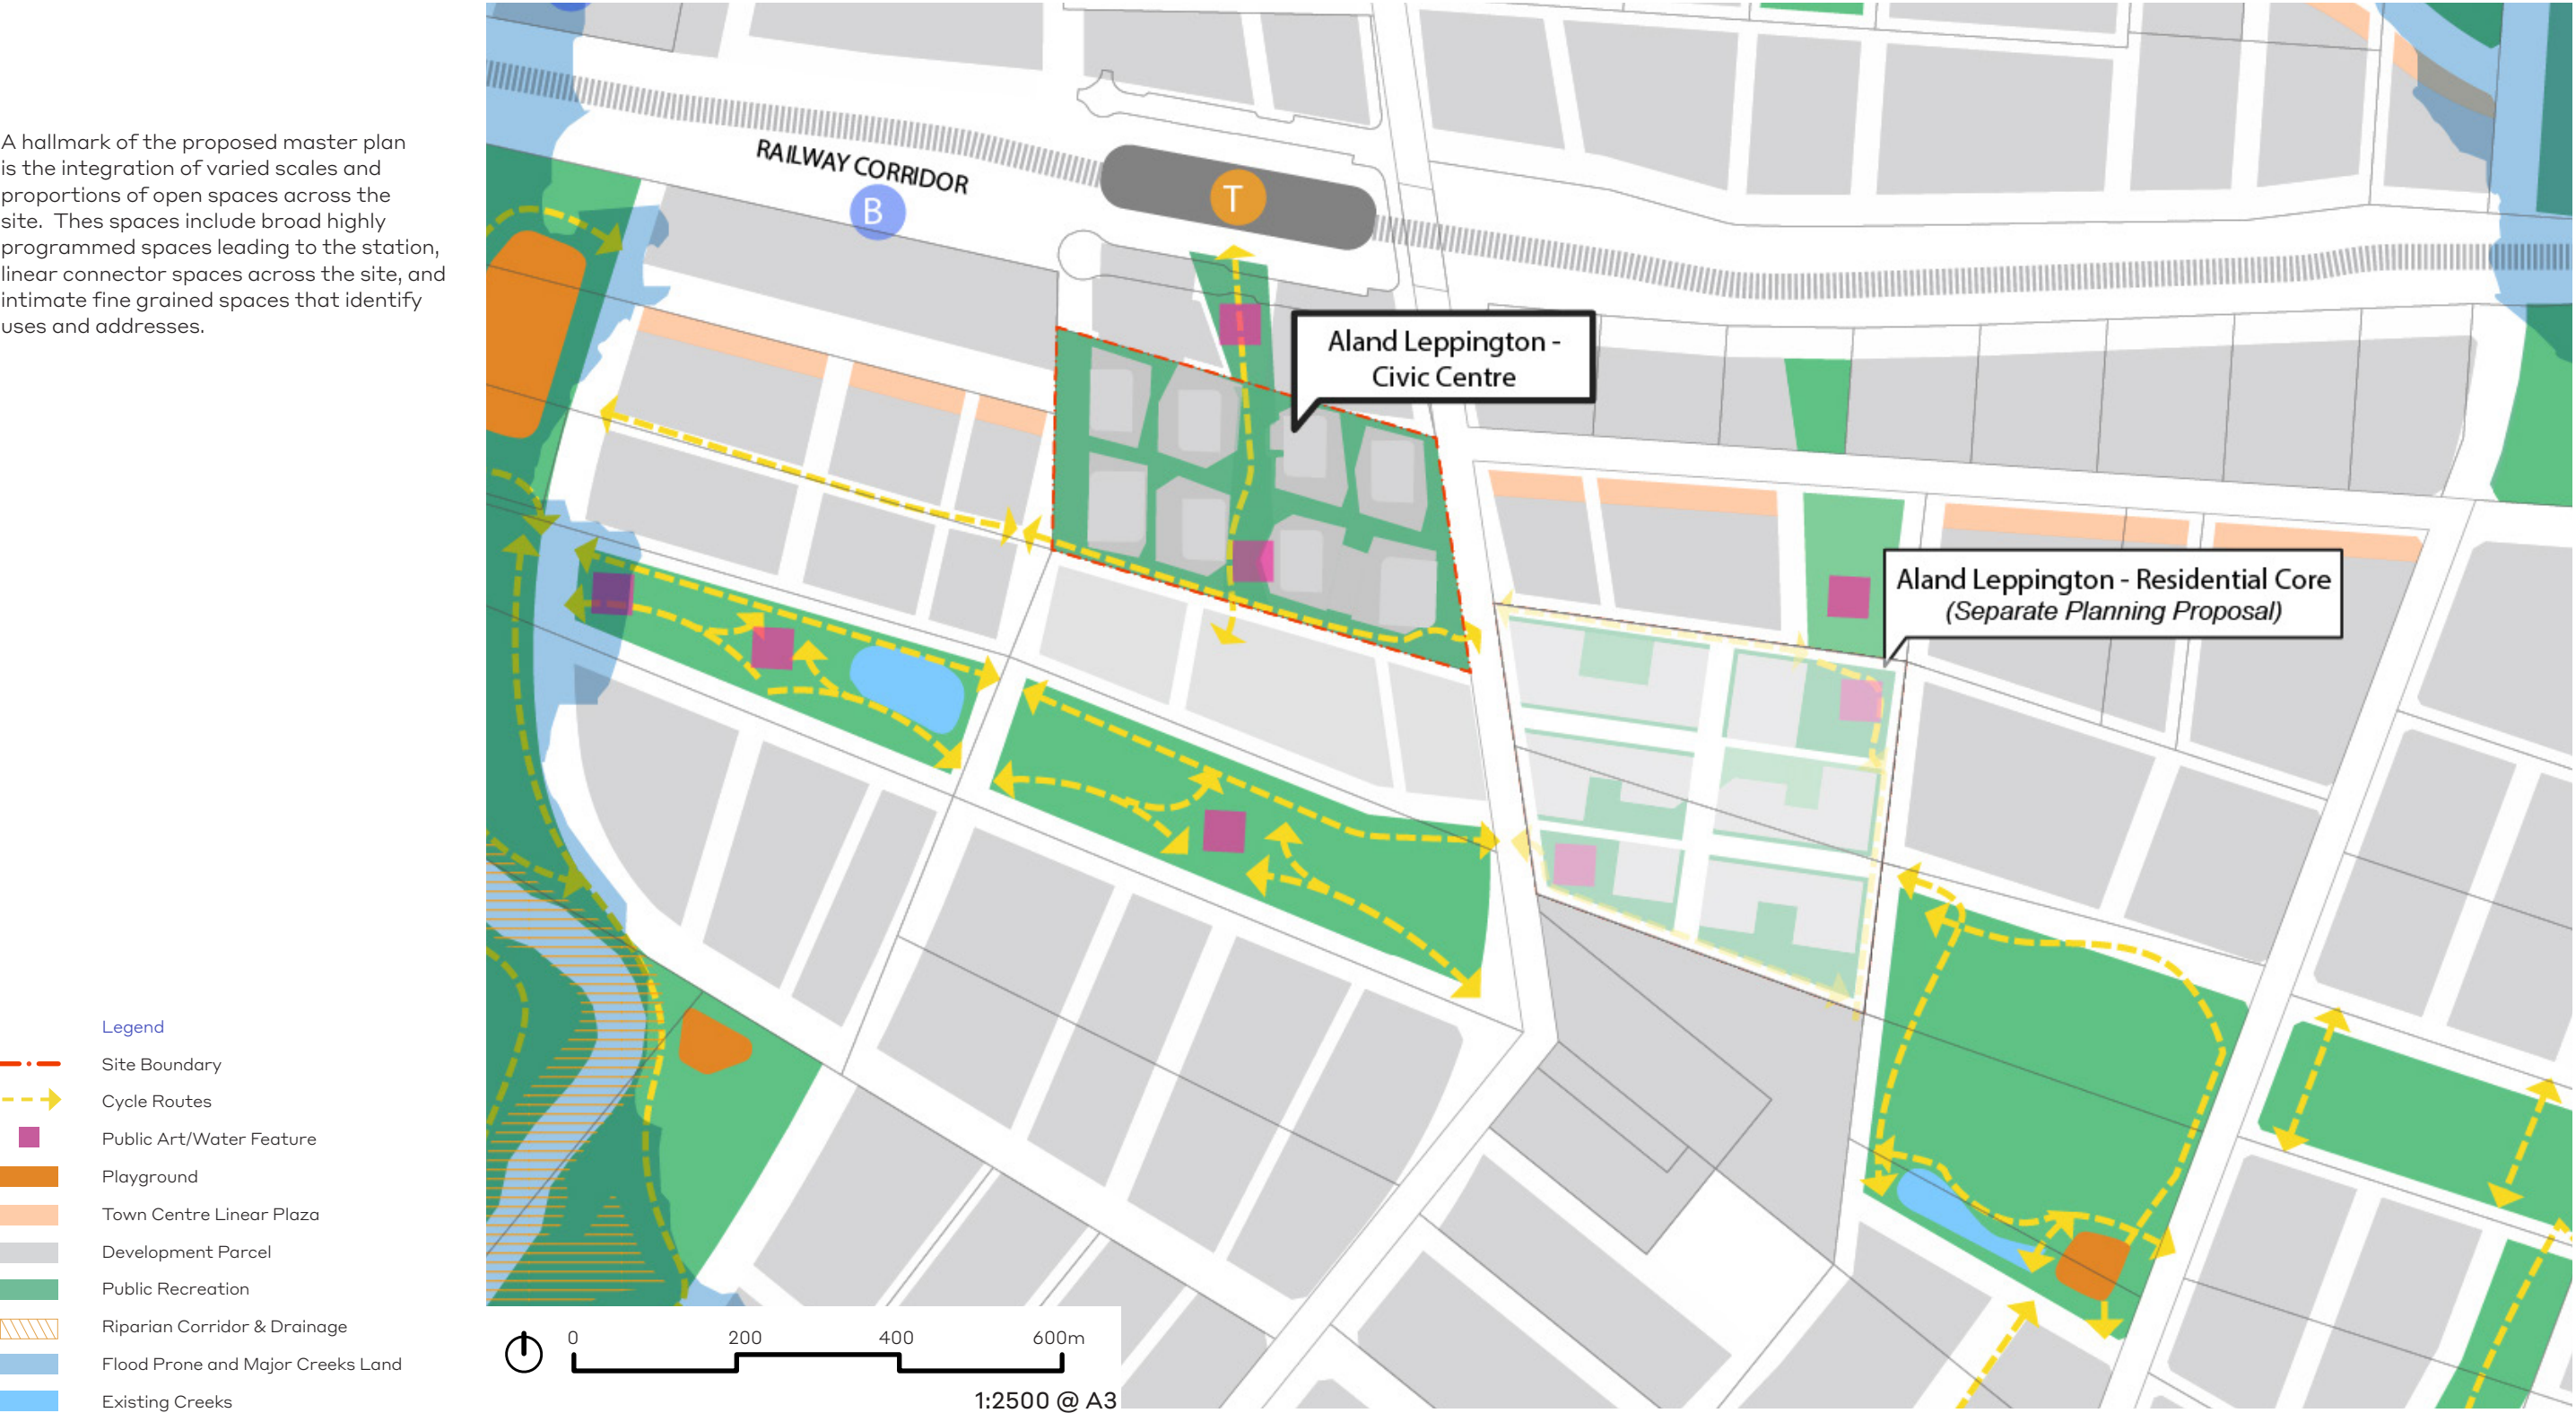 A hallmark of the proposed master plan
is the integration of varied scales and
proportions of open spaces across the
site.  Thes spaces include broad highly
programmed spaces leading to the station,
linear connector spaces across the site, and
intimate fine grained spaces that identify
uses and addresses.
RAILWAY CORRIDOR
B
T
Aland Leppington -
Civic Centre
Aland Leppington - Residential Core
(Separate Planning Proposal)
Legend
Site Boundary
Cycle Routes
Public Art/Water Feature
Playground
Town Centre Linear Plaza
Development Parcel
Public Recreation
Riparian Corridor & Drainage
Flood Prone and Major Creeks Land
Existing Creeks
0 200 400 600m
1:2500 @ A3